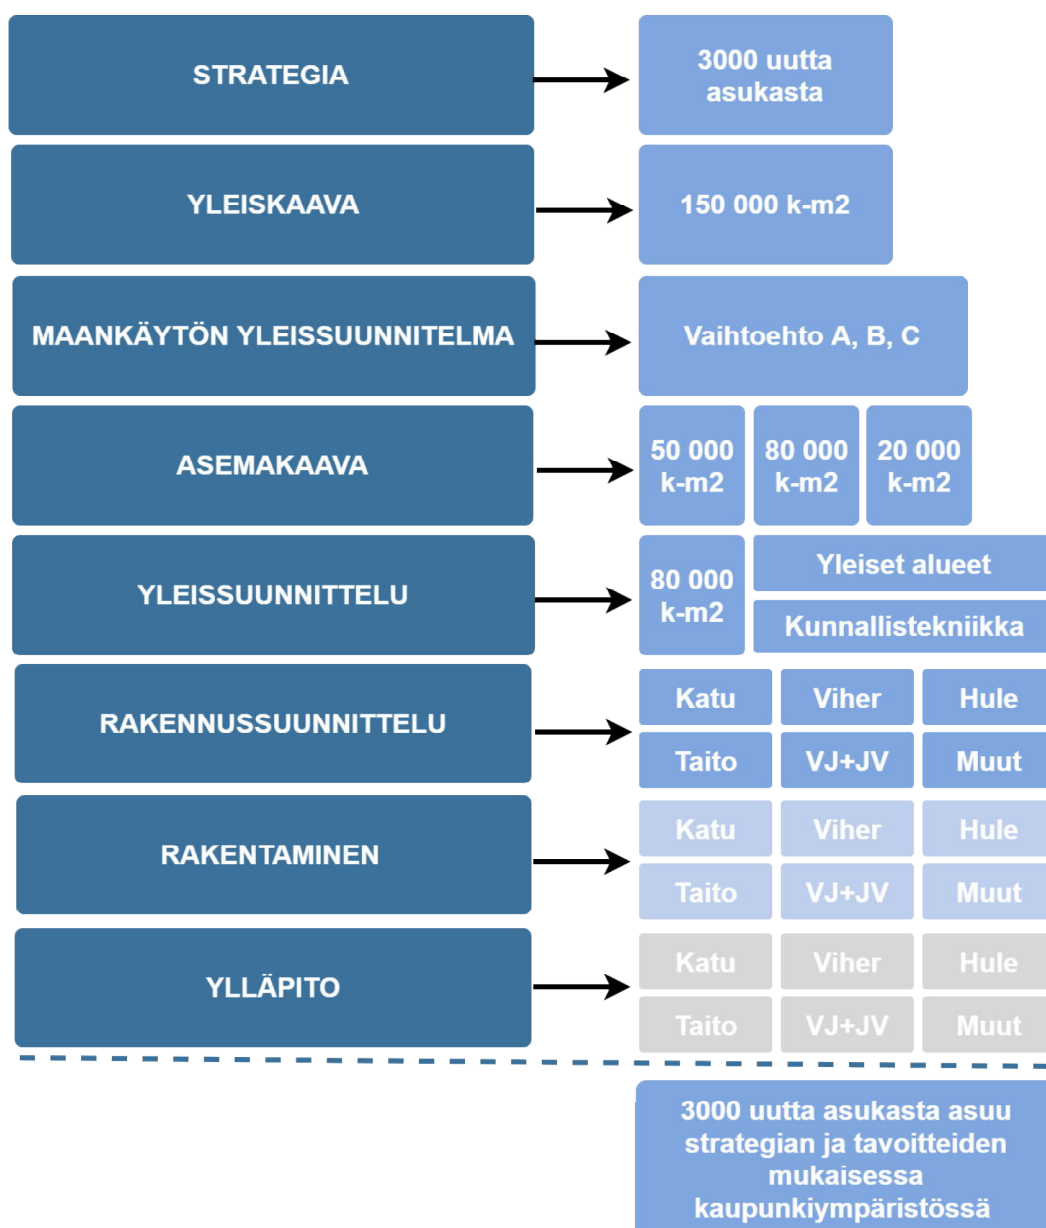 STRATEGIA
3000 uutta
asukasta
YLEISKAAVA
150 000 k-m2
MAANKÄYTÖN YLEISSUUNNITELMA
Vaihtoehto A, B, C
ASEMAKAAVA
50 000
k-m2
80 000
k-m2
20 000
k-m2
YLEISSUUNNITTELU
80 000
k-m2
Yleiset alueet
Kunnallistekniikka
RAKENNUSSUUNNITTELU
Katu
Viher
Hule
Taito
VJ+JV
Muut
RAKENTAMINEN
Katu
Viher
Hule
Taito
VJ+JV
Muut
YLLÄPITO
Katu
Viher
Hule
Taito
VJ+JV
Muut
3000 uutta asukasta asuu
strategian ja tavoitteiden
mukaisessa
kaupunkiympäristössä